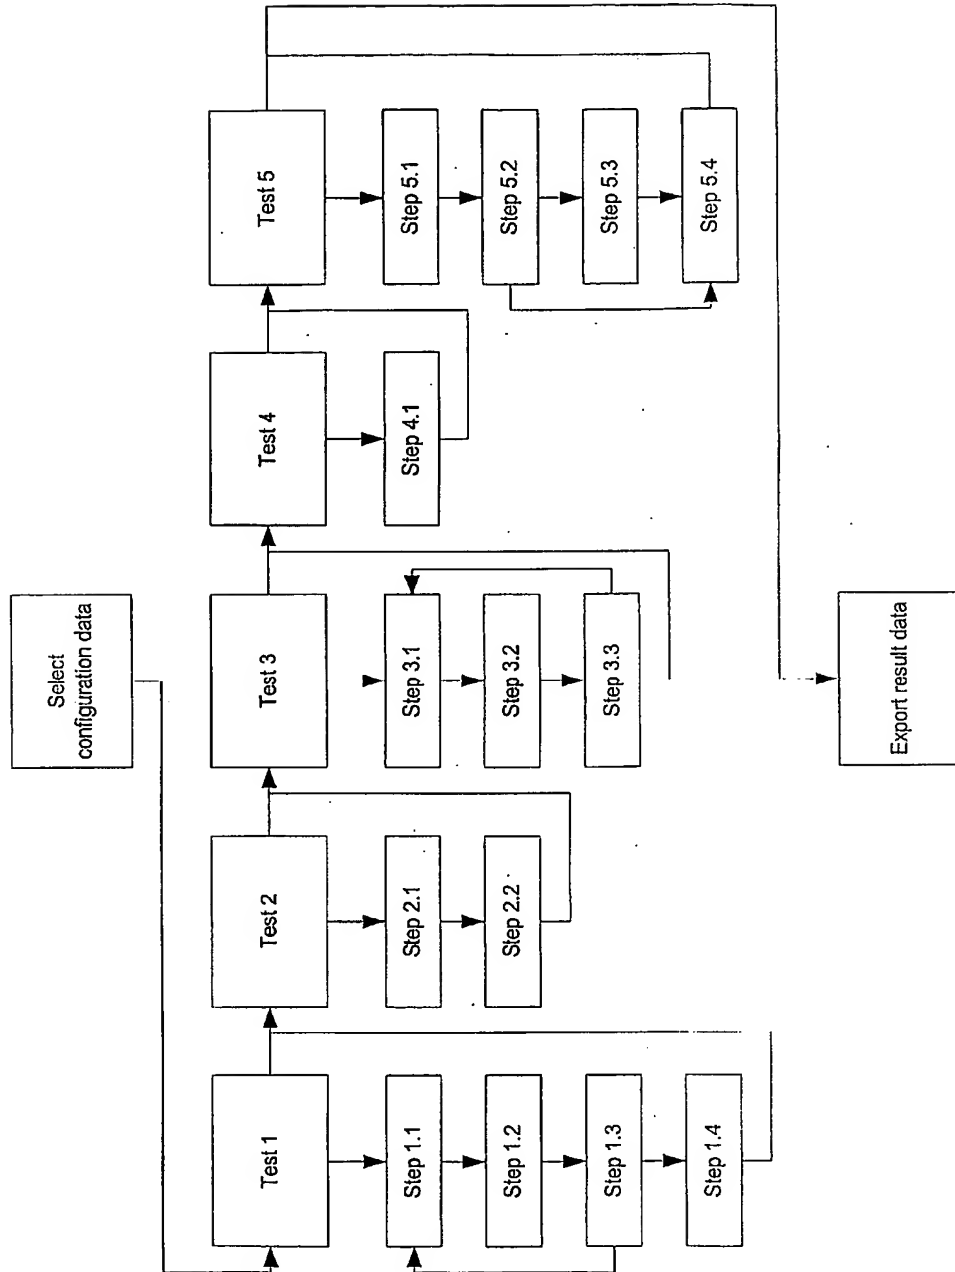 Select
configuration data
Test 1
Step 1.1
Step 1.2
Step 1.3
Step 1.4
Test 2
Step 2.1
Step 2.2
Test 3
Step 3.1
Step 3.2
Step 3.3
Test 4
Step 4.1
Test 5
Step 5.1
Step 5.2
Step 5.3
Step 5.4
Export result data